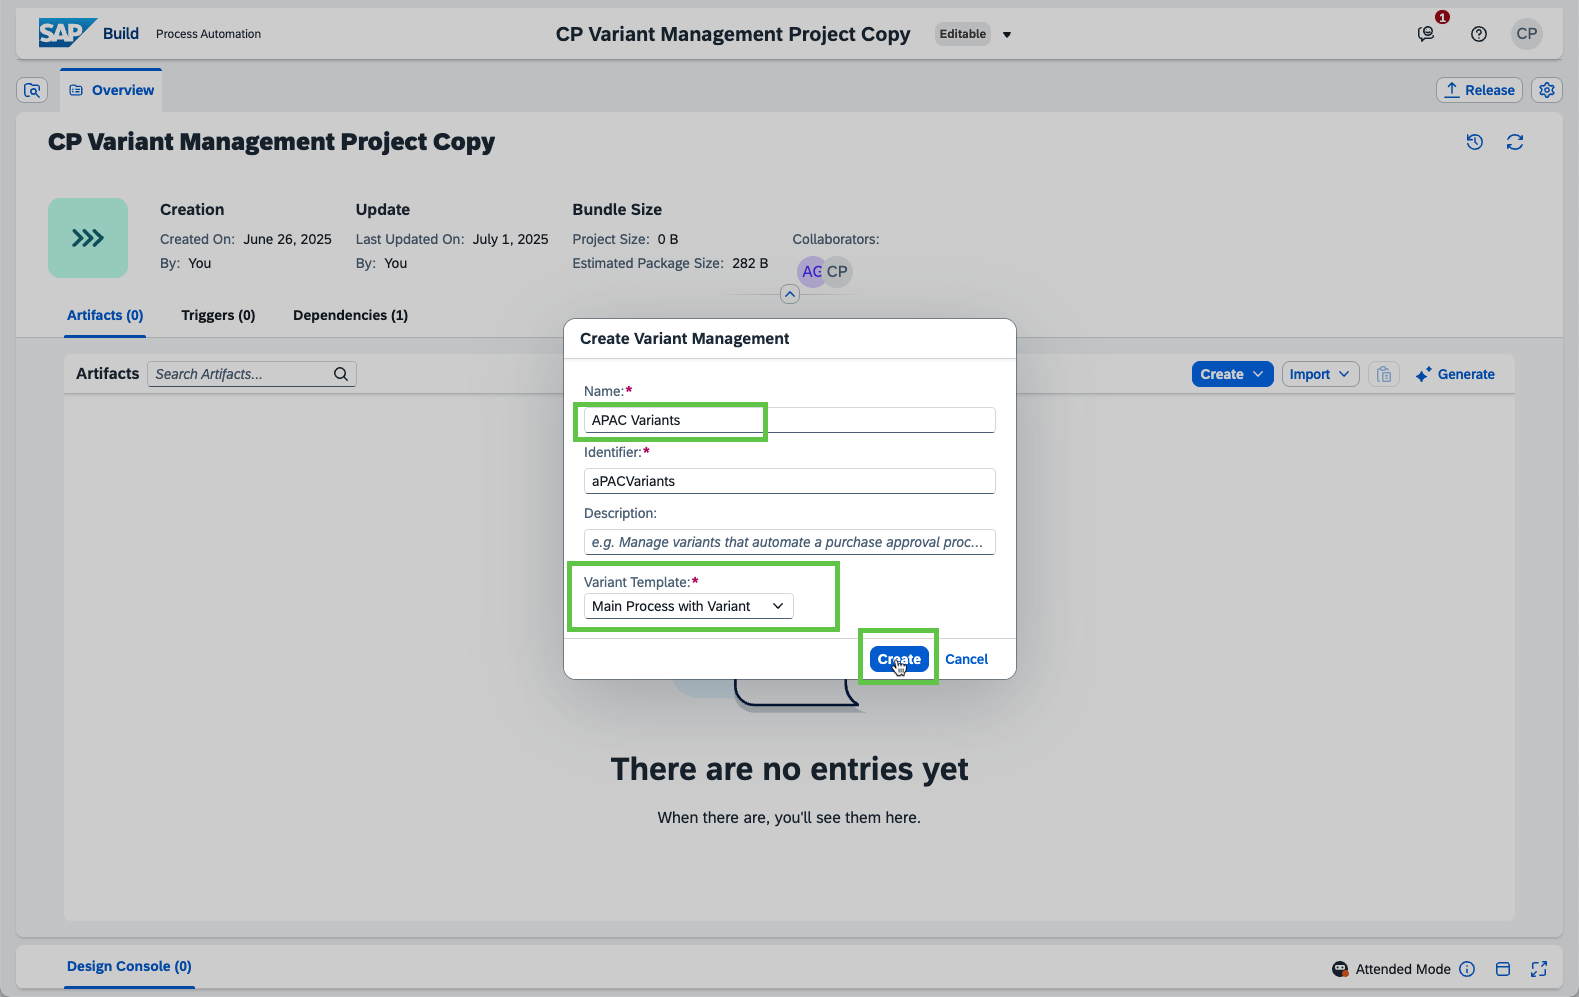 SAP Build Process Automation
CP Variant Management Project Copy Editable
1
CP
Overview
Release
CP Variant Management Project Copy
Creation
Created On: June 26, 2025
By: You
Update
Last Updated On: July 1, 2025
By: You
Bundle Size
Project Size: 0 B
Estimated Package Size: 282 B
Collaborators:
CP
Artifacts (0) Triggers (0) Dependencies (1)
Artifacts Search Artifacts... Create Import Generate
Create Variant Management
Name:*
APAC Variants
Identifier:*
aPACVariants
Description:
e.g. Manage variants that automate a purchase approval proc...
Variant Template:*
Main Process with Variant
Create Cancel
There are no entries yet
When there are, you'll see them here.
Design Console (0) Attended Mode